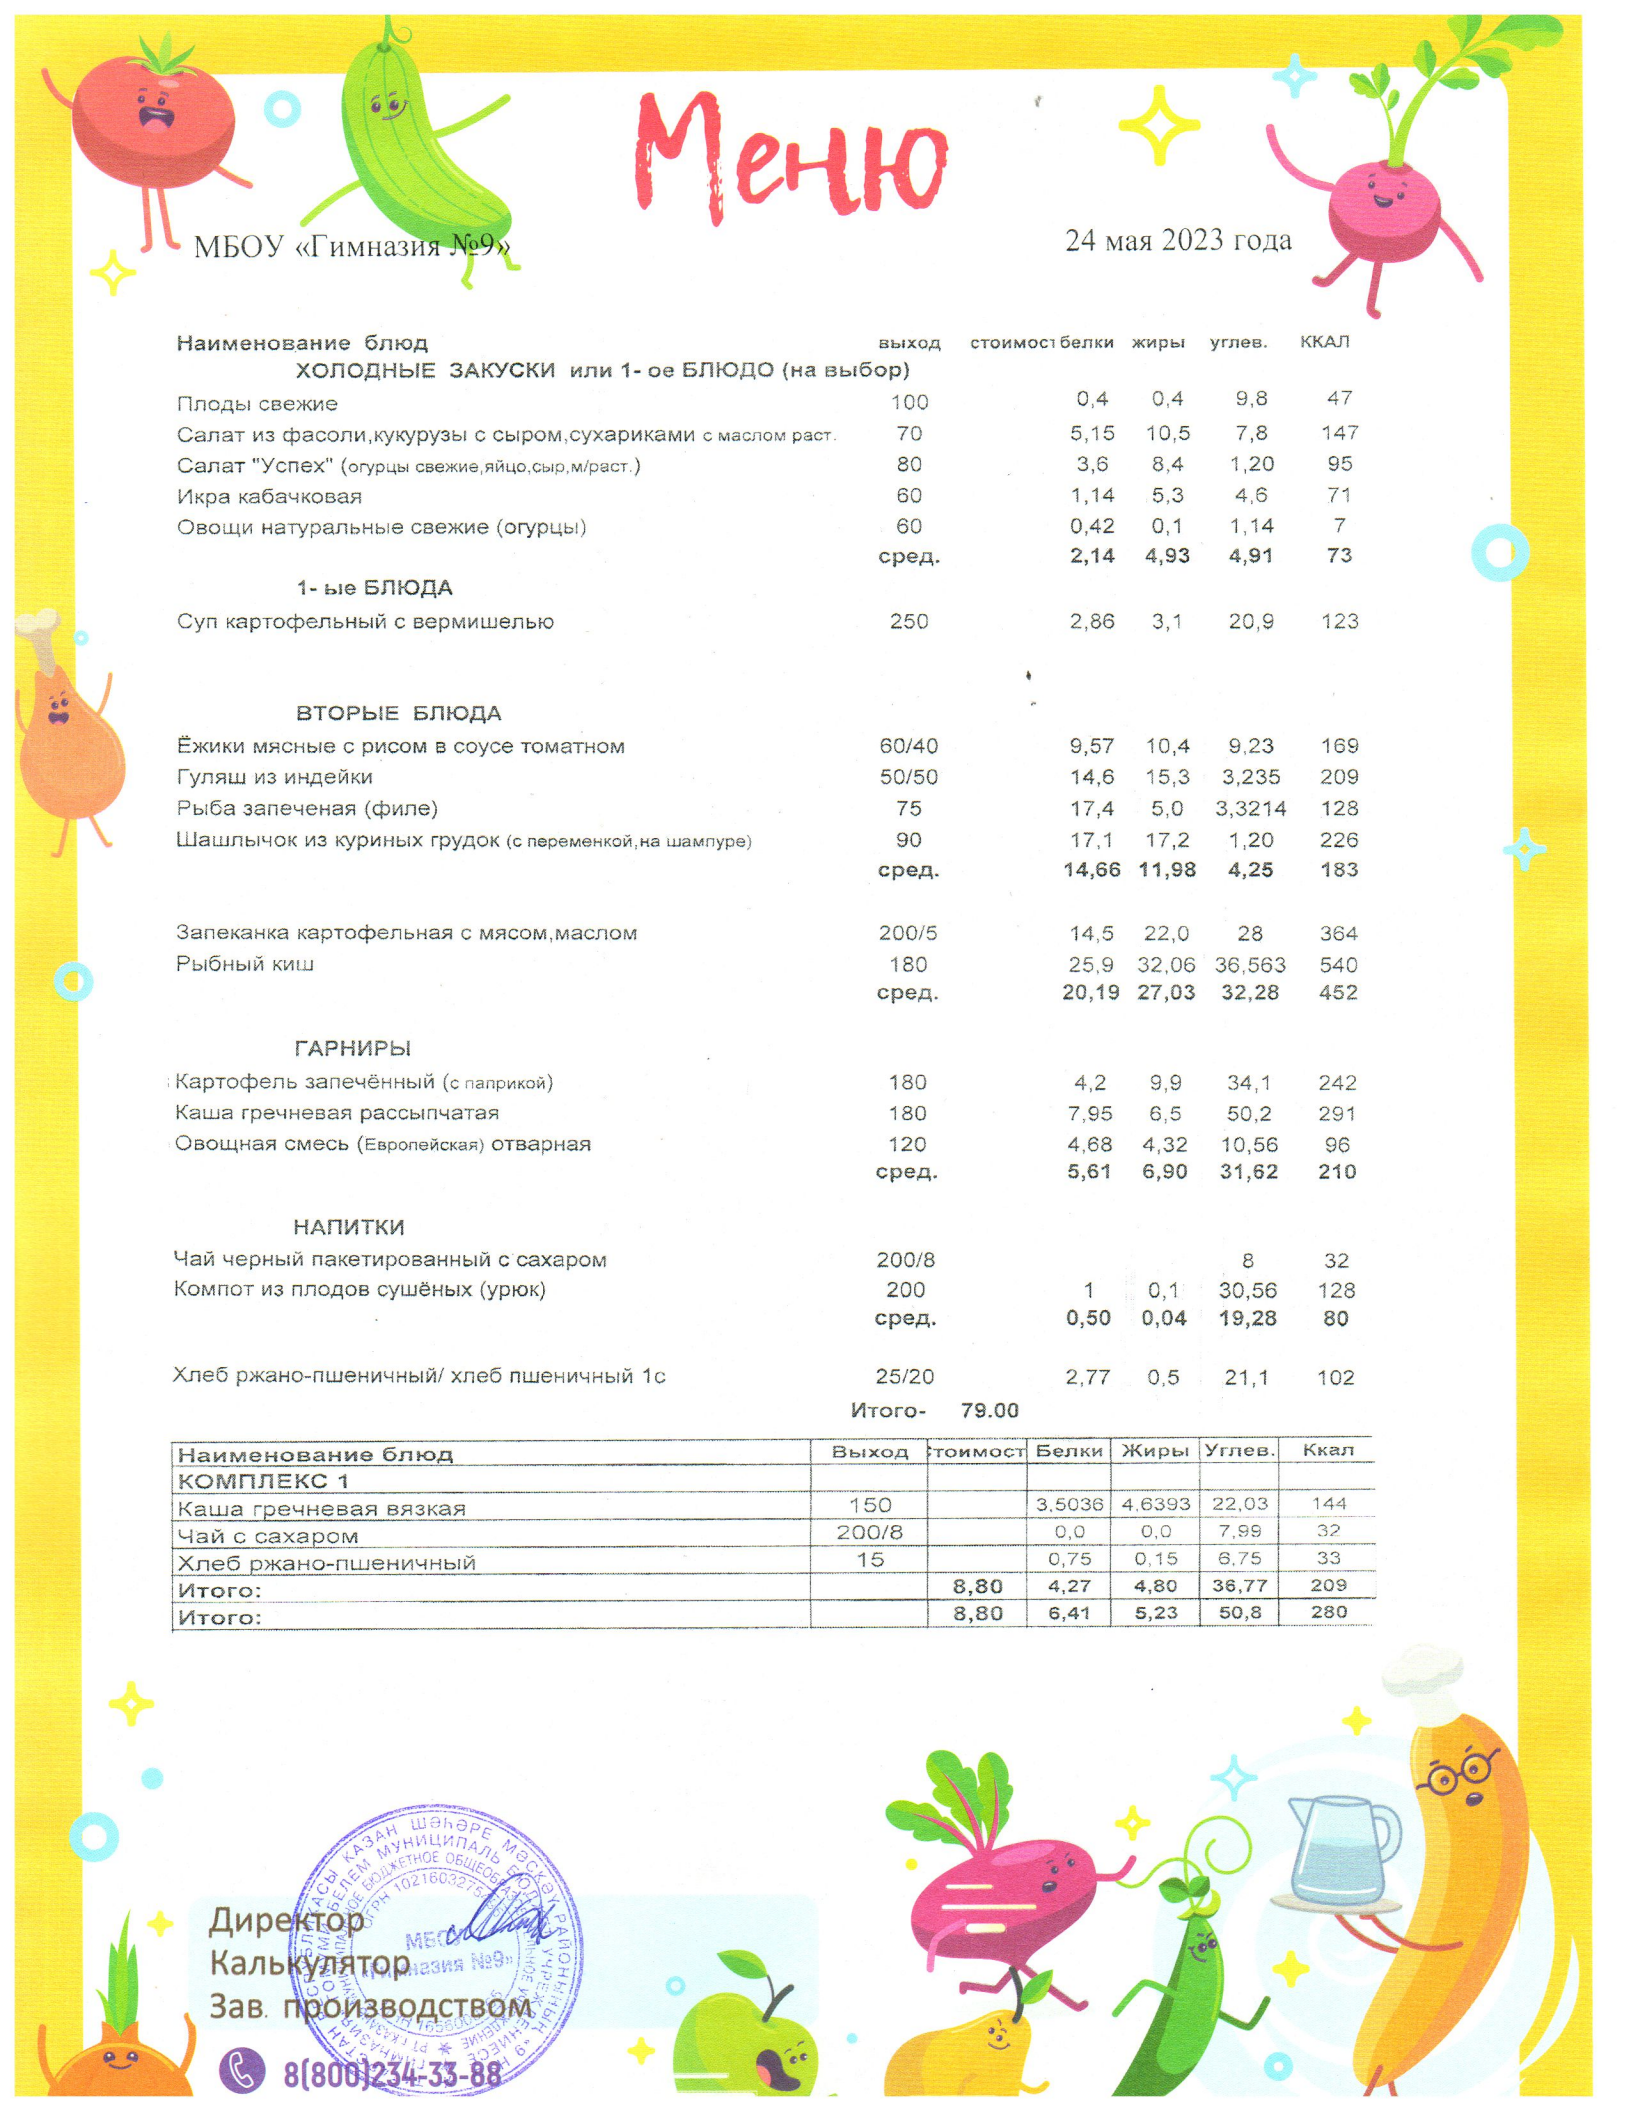 Меню
МБОУ «Гимназия №9» 24 мая 2023 года
Наименование блюд выход стоимост белки жиры углев. ККАЛ
ХОЛОДНЫЕ ЗАКУСКИ или 1- ое БЛЮДО (на выбор)
Плоды свежие 100 0,4 0,4 9,8 47
Салат из фасоли,кукурузы с сыром,сухариками с маслом раст. 70 5,15 10,5 7,8 147
Салат "Успех" (огурцы свежие,яйцо,сыр,м/раст.) 80 3,6 8,4 1,20 95
Икра кабачковая 60 1,14 5,3 4,6 71
Овощи натуральные свежие (огурцы) 60 0,42 0,1 1,14 7
сред. 2,14 4,93 4,91 73
1- ые БЛЮДА
Суп картофельный с вермишелью 250 2,86 3,1 20,9 123
ВТОРЫЕ БЛЮДА
Ёжики мясные с рисом в соусе томатном 60/40 9,57 10,4 9,23 169
Гуляш из индейки 50/50 14,6 15,3 3,235 209
Рыба запеченая (филе) 75 17,4 5,0 3,3214 128
Шашлычок из куриных грудок (с переменкой,на шампуре) 90 17,1 17,2 1,20 226
сред. 14,66 11,98 4,25 183
Запеканка картофельная с мясом,маслом 200/5 14,5 22,0 28 364
Рыбный киш 180 25,9 32,06 36,563 540
сред. 20,19 27,03 32,28 452
ГАРНИРЫ
Картофель запечённый (с паприкой) 180 4,2 9,9 34,1 242
Каша гречневая рассыпчатая 180 7,95 6,5 50,2 291
Овощная смесь (Европейская) отварная 120 4,68 4,32 10,56 96
сред. 5,61 6,90 31,62 210
НАПИТКИ
Чай черный пакетированный с сахаром 200/8 8 32
Компот из плодов сушёных (урюк) 200 1 0,1 30,56 128
сред. 0,50 0,04 19,28 80
Хлеб ржано-пшеничный/ хлеб пшеничный 1с 25/20 2,77 0,5 21,1 102
Итого- 79.00
Наименование блюд Выход тоимост Белки Жиры Углев. Ккал
КОМПЛЕКС 1
Каша гречневая вязкая 150 3,5036 4,6393 22,03 144
Чай с сахаром 200/8 0,0 0,0 7,99 32
Хлеб ржано-пшеничный 15 0,75 0,15 6,75 33
Итого: 8,80 4,27 4,80 36,77 209
Итого: 8,80 6,41 5,23 50,8 280
Директор
Калькулятор
Зав. производством
МБОУ
«Гимназия №9»
8(800)234-33-88